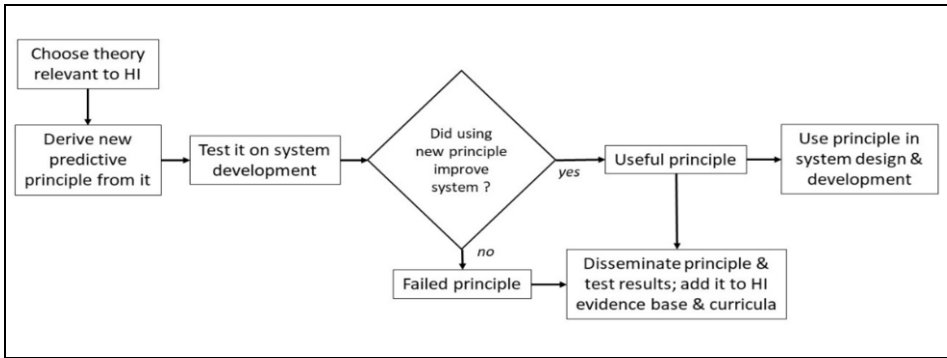 Choose theory
relevant to HI
Derive new
predictive
principle from it
Test it on system
development
Did using
new principle
improve
system ?
yes
Useful principle
Use principle in
system design &
development
no
Failed principle
Disseminate principle &
test results; add it to HI
evidence base & curricula